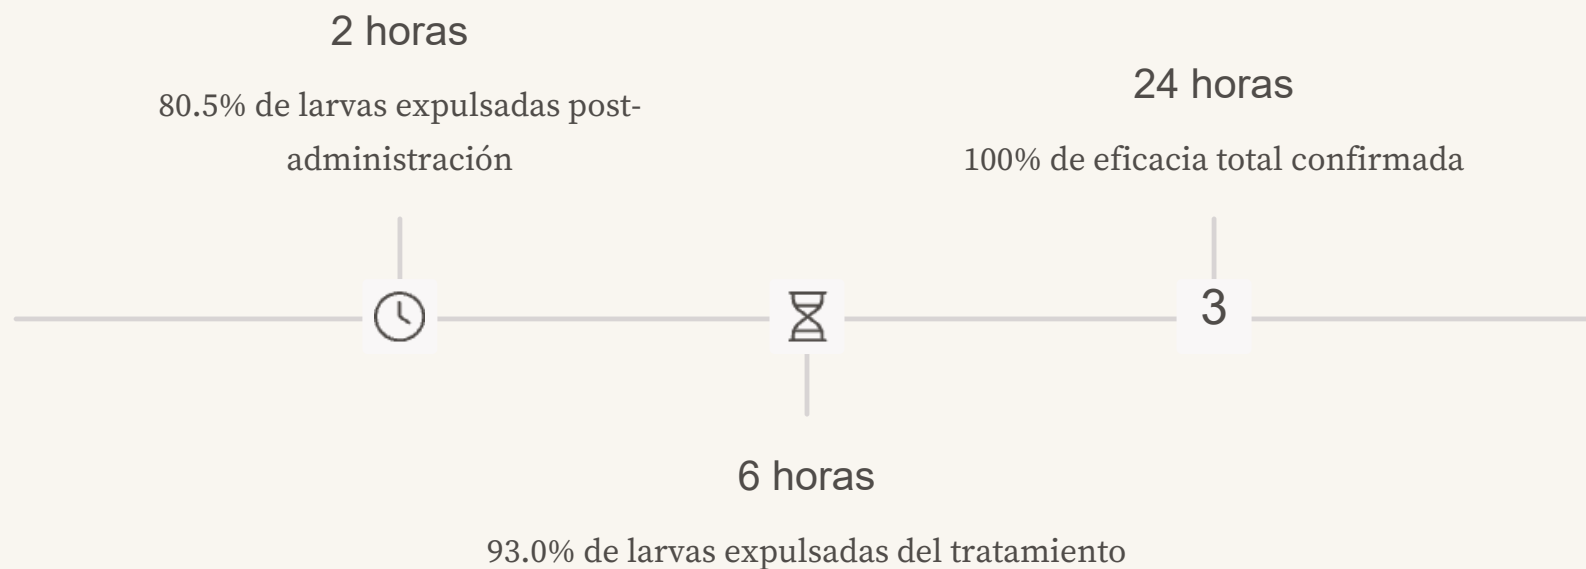 2 horas
80.5% de larvas expulsadas post-
administración
24 horas
100% de eficacia total confirmada
3
6 horas
93.0% de larvas expulsadas del tratamiento